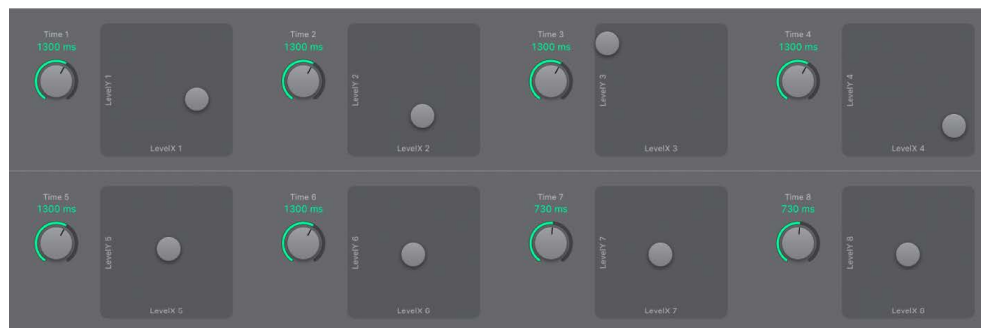 Time 1
1300 ms
LevelY 1
LevelX 1
Time 2
1300 ms
LevelY 2
LevelX 2
Time 3
1300 ms
LevelY 3
LevelX 3
Time 4
1300 ms
LevelY 4
LevelX 4
Time 5
1300 ms
LevelY 5
LevelX 5
Time 6
1300 ms
LevelY 6
LevelX 6
Time 7
730 ms
LevelY 7
LevelX 7
Time 8
730 ms
LevelY 8
LevelX 8